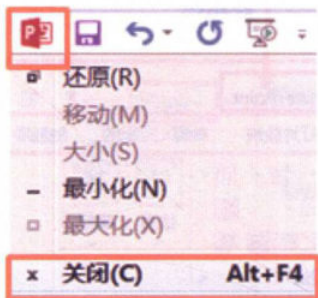 还原(R)
移动(M)
大小(S)
最小化(N)
最大化(X)
关闭(C) Alt+F4